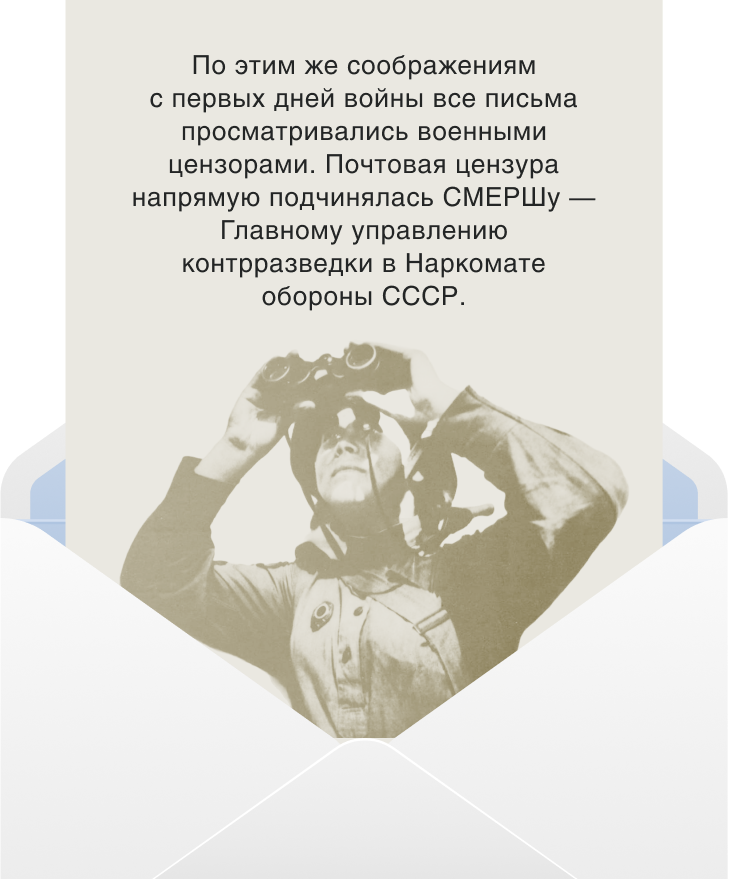 По этим же соображениям
с первых дней войны все письма
просматривались военными
цензорами. Почтовая цензура
напрямую подчинялась СМЕРШу —
Главному управлению
контрразведки в Наркомате
обороны СССР.